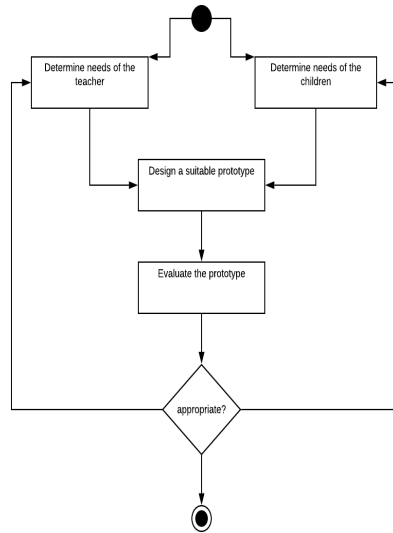 Determine needs of the
teacher
Determine needs of the
children
Design a suitable prototype
Evaluate the prototype
appropriate?